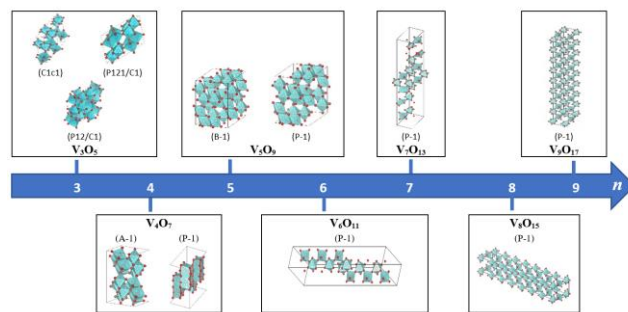 (C1c1)
(P121/C1)
(P12/C1)
V₃O₅
(B-1)
(P-1)
V₅O₉
(P-1)
V₇O₁₃
(P-1)
V₉O₁₇
3
4
5
6
7
8
9
n
V₄O₇
(A-1)
(P-1)
V₆O₁₁
(P-1)
V₈O₁₅
(P-1)